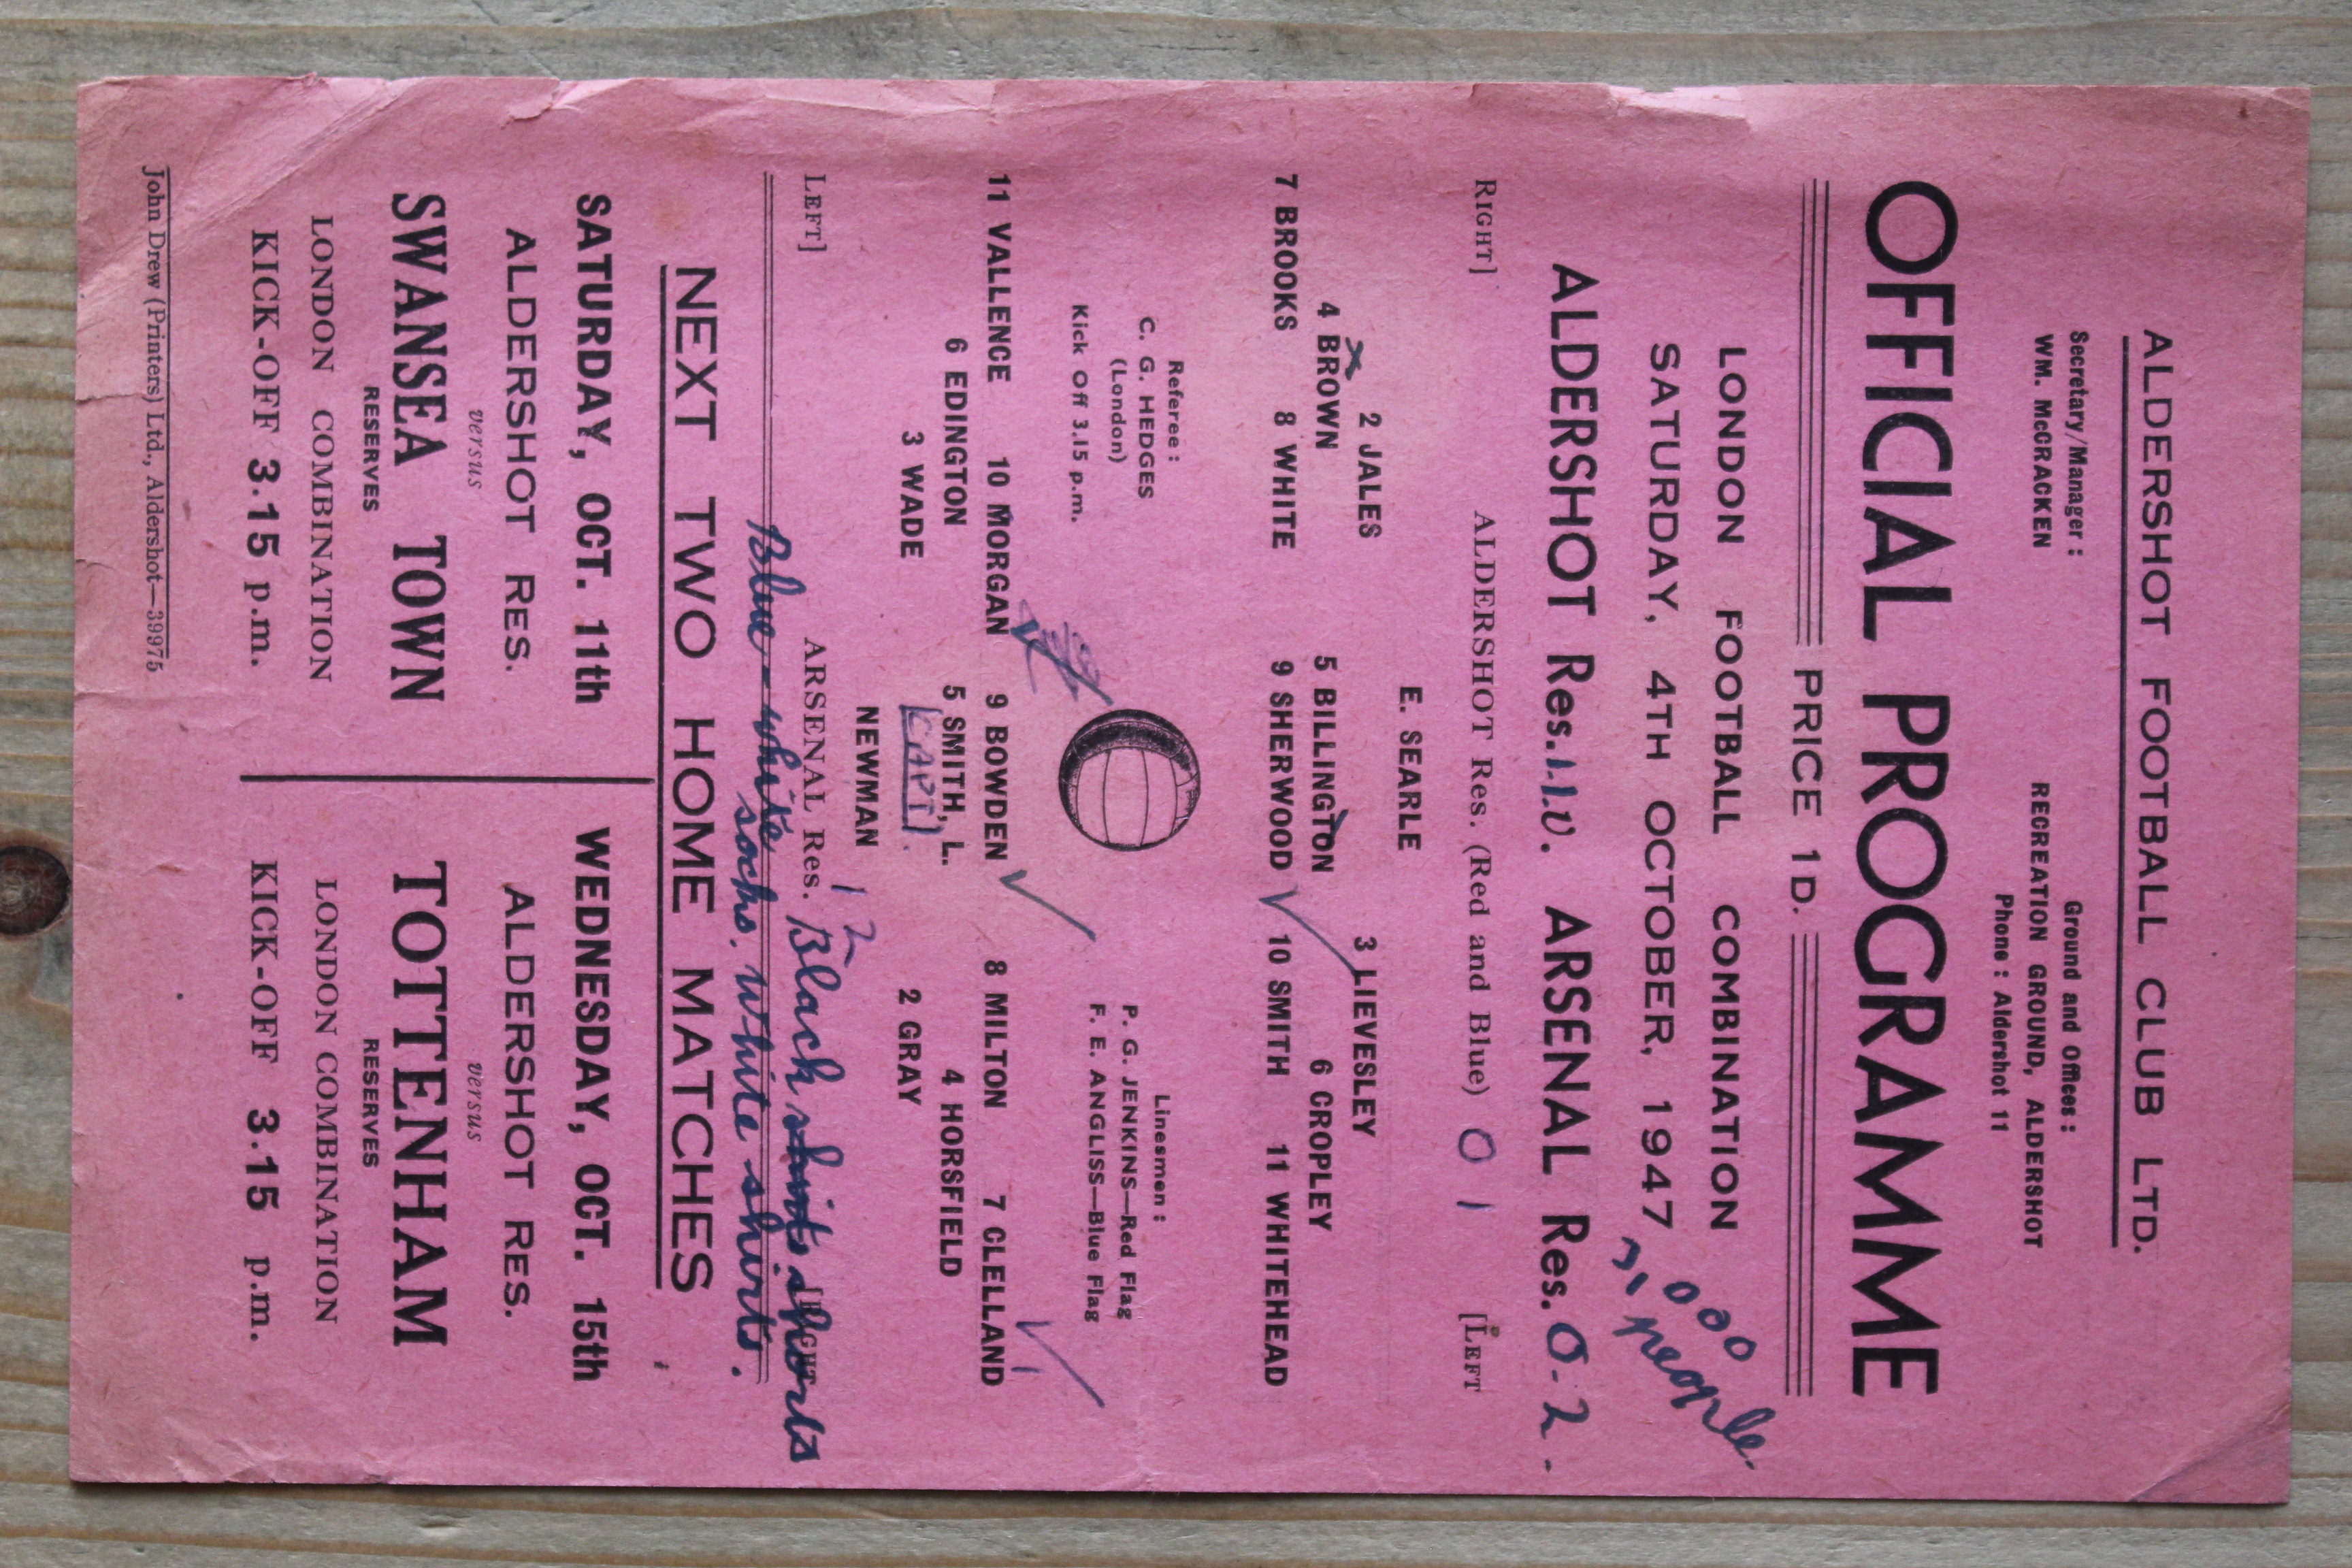 ALDERSHOT FOOTBALL CLUB LTD.
Secretary/Manager: Ground and Offices:
WM. McCRACKEN RECREATION GROUND, ALDERSHOT
Phone: Aldershot 11
OFFICIAL PROGRAMME
PRICE 1D.
LONDON FOOTBALL COMBINATION
SATURDAY, 4TH OCTOBER, 1947
,000 people.
ALDERSHOT Res. 1. v. ARSENAL Res. 0-2-
RIGHT] ALDERSHOT Res. (Red and Blue) 0 1 [LEFT
E. SEARLE
2 JALES 3 LIEVESLEY
4 BROWN 5 BILLINGTON 6 CROPLEY
7 BROOKS 8 WHITE 9 SHERWOOD 10 SMITH 11 WHITEHEAD
Referee: Linesmen:
C. G. HEDGES P. G. JENKINS—Red Flag
(London) F. E. ANGLISS—Blue Flag
Kick Off 3.15 p.m.
11 VALLENCE 10 MORGAN 9 BOWDEN 8 MILTON 7 CLELLAND
6 EDINGTON 5 SMITH, L. 4 HORSFIELD
[CAPT].
3 WADE 2 GRAY
NEWMAN
LEFT] ARSENAL Res. 1 2 Black shirts shorts [RIGHT
Blue - white socks. white shirts.
NEXT TWO HOME MATCHES
SATURDAY, OCT. 11th WEDNESDAY, OCT. 15th
ALDERSHOT RES. ALDERSHOT RES.
versus versus
SWANSEA TOWN TOTTENHAM
RESERVES RESERVES
LONDON COMBINATION LONDON COMBINATION
KICK-OFF 3.15 p.m. KICK-OFF 3.15 p.m.
John Drew (Printers) Ltd., Aldershot—39975